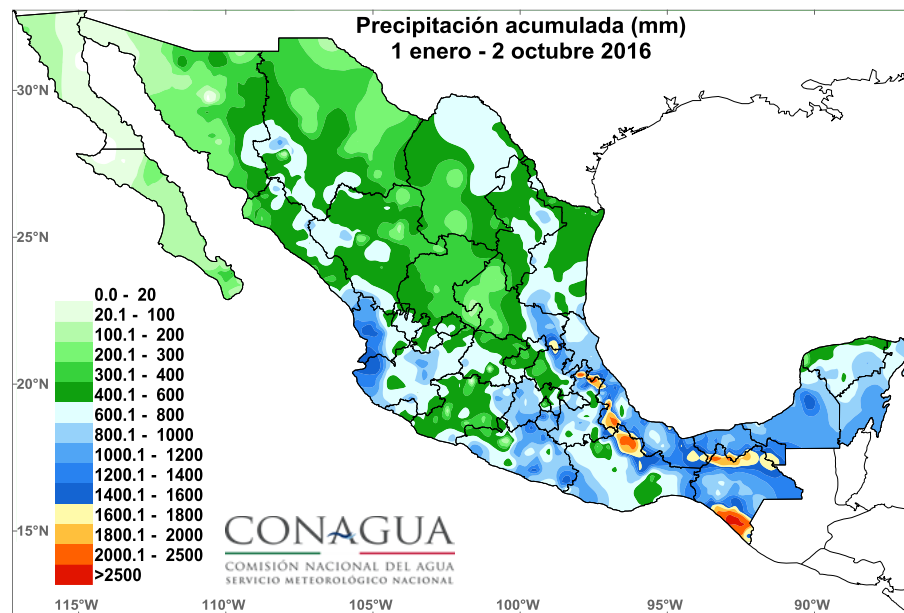 Precipitación acumulada (mm)
1 enero - 2 octubre 2016
30°N
25°N
20°N
15°N
0.0 - 20
20.1 - 100
100.1 - 200
200.1 - 300
300.1 - 400
400.1 - 600
600.1 - 800
800.1 - 1000
1000.1 - 1200
1200.1 - 1400
1400.1 - 1600
1600.1 - 1800
1800.1 - 2000
2000.1 - 2500
>2500
CONAGUA
COMISIÓN NACIONAL DEL AGUA
SERVICIO METEOROLÓGICO NACIONAL
115°W 110°W 105°W 100°W 95°W 90°W